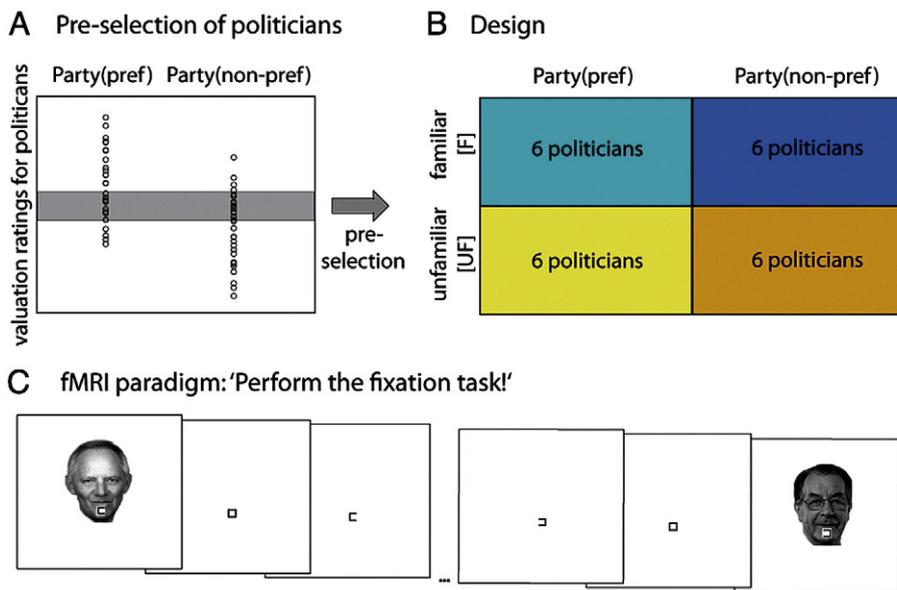 A Pre-selection of politicians
Party(pref) Party(non-pref)
valuation ratings for politicans
pre-
selection
B Design
Party(pref) Party(non-pref)
familiar
[F]
6 politicians 6 politicians
unfamiliar
[UF]
6 politicians 6 politicians
C fMRI paradigm: ‘Perform the fixation task!‘
...